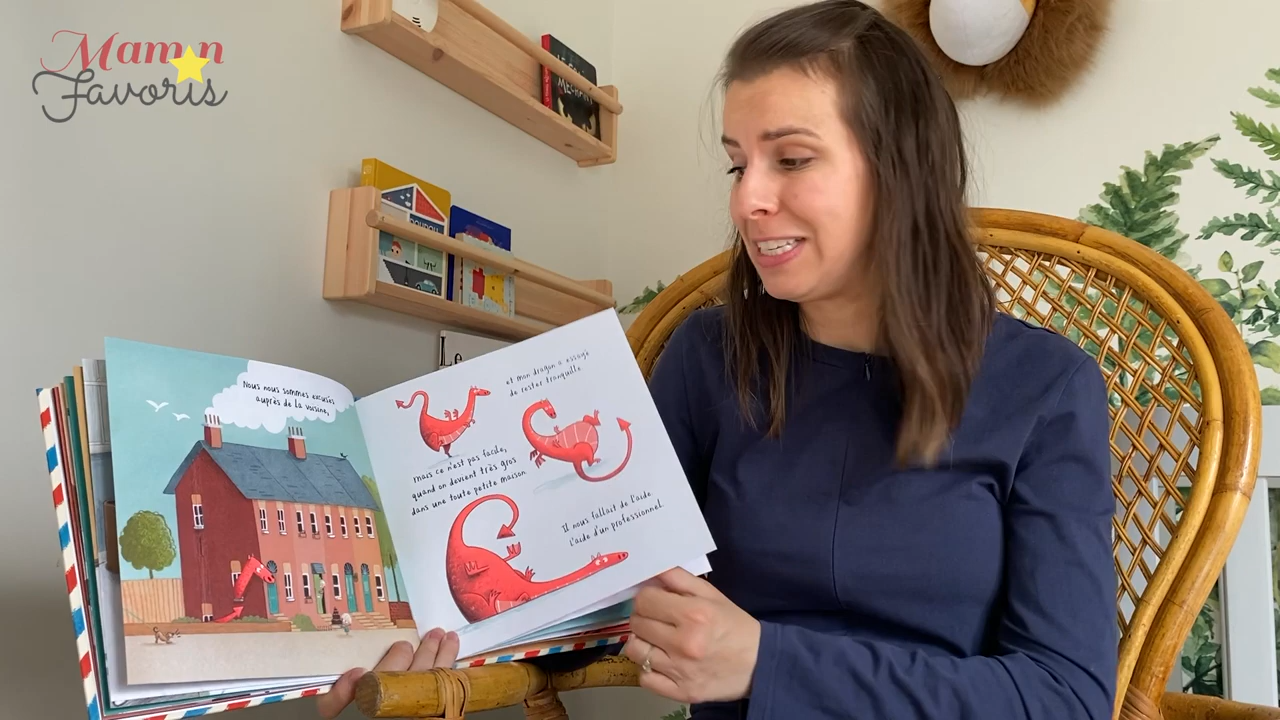 Maman
Favoris
Nous nous sommes excusés
auprès de la voisine,
et mon dragon a essayé
de rester tranquille.
mais ce n'est pas facile,
quand on devient très gros
dans une toute petite maison.
Il nous fallait de l'aide
l'aide d'un professionnel.